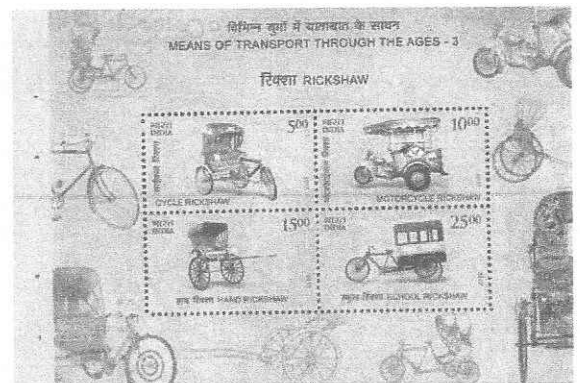 विभिन्न युगों में यातायात के साधन
MEANS OF TRANSPORT THROUGH THE AGES - 3
रिक्शा RICKSHAW
भारत
INDIA
500
CYCLE RICKSHAW
भारत
INDIA
1000
MOTORCYCLE RICKSHAW
भारत
INDIA
1500
हाथ रिक्शा HAND RICKSHAW
भारत
INDIA
2500
स्कूल रिक्शा SCHOOL RICKSHAW